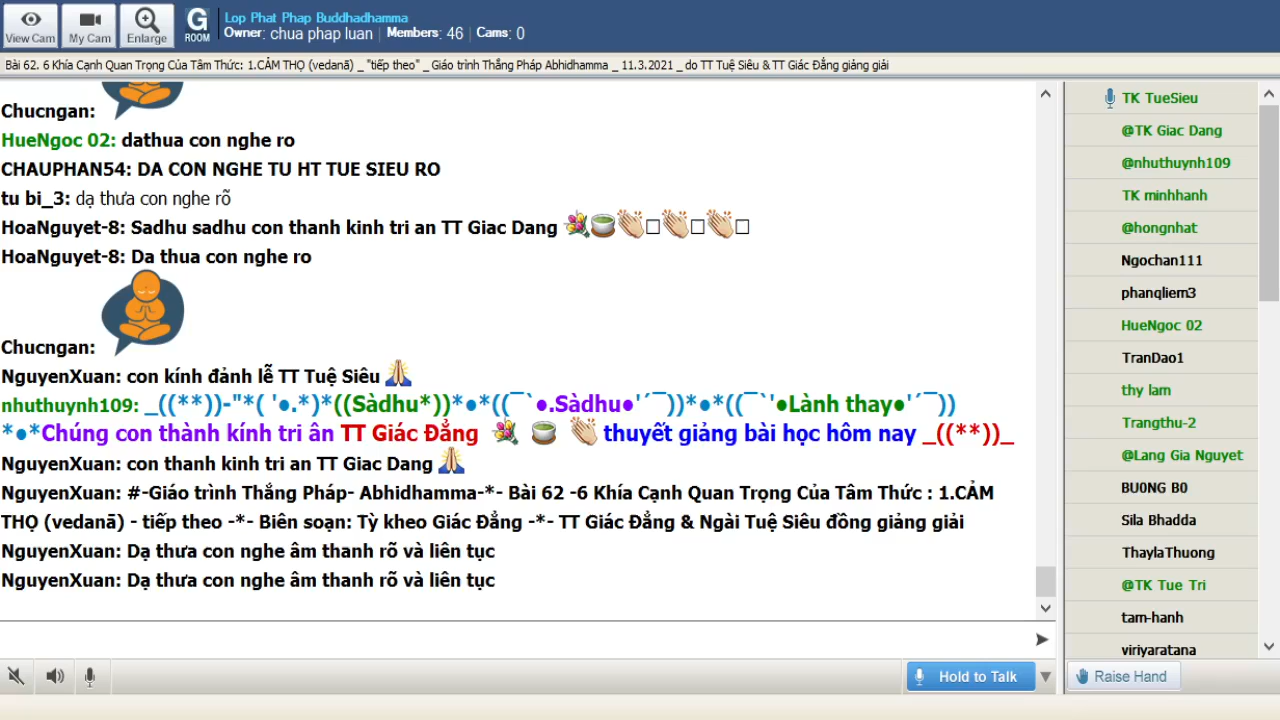 View Cam
My Cam
Enlarge
G
ROOM
Lop Phat Phap Buddhadhamma
Owner: chua phap luan | Members: 46 | Cams: 0
Bài 62. 6 Khía Cạnh Quan Trọng Của Tâm Thức: 1.CẢM THỌ (vedanā) _ "tiếp theo" _ Giáo trình Thắng Pháp Abhidhamma _ 11.3.2021 _ do TT Tuệ Siêu & TT Giác Đẳng giảng giải
Chucngan:
HueNgoc 02: dathua con nghe ro
CHAUPHAN54: DA CON NGHE TU HT TUE SIEU RO
tu bi_3: dạ thưa con nghe rõ
HoaNguyet-8: Sadhu sadhu con thanh kinh tri an TT Giac Dang 💐🍵👏□👏□👏□
HoaNguyet-8: Da thua con nghe ro
Chucngan:
NguyenXuan: con kính đảnh lễ TT Tuệ Siêu 🙏
nhuthuynh109: _((**))-"*( '●.*)*((Sàdhu*))*●*((¯`●.Sàdhu●'´¯))*●*((¯`'●Lành thay●'´¯))
*●*Chúng con thành kính tri ân TT Giác Đẳng 💐 🍵 👏 thuyết giảng bài học hôm nay _((**))_
NguyenXuan: con thanh kinh tri an TT Giac Dang 🙏
NguyenXuan: #-Giáo trình Thắng Pháp- Abhidhamma-*- Bài 62 -6 Khía Cạnh Quan Trọng Của Tâm Thức : 1.CẢM
THỌ (vedanā) - tiếp theo -*- Biên soạn: Tỳ kheo Giác Đẳng -*- TT Giác Đẳng & Ngài Tuệ Siêu đồng giảng giải
NguyenXuan: Dạ thưa con nghe âm thanh rõ và liên tục
NguyenXuan: Dạ thưa con nghe âm thanh rõ và liên tục
TK TueSieu
@TK Giac Dang
@nhuthuynh109
TK minhhanh
@hongnhat
Ngochan111
phanqliem3
HueNgoc 02
TranDao1
thy lam
Trangthu-2
@Lang Gia Nguyet
BU0NG B0
Sila Bhadda
ThaylaThuong
@TK Tue Tri
tam-hanh
viriyaratana
Hold to Talk
Raise Hand